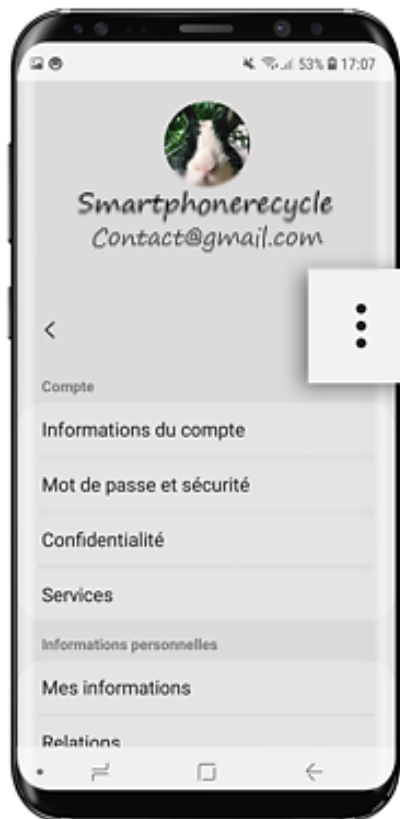 53% 17:07
Smartphonerecycle
Contact@gmail.com
Compte
Informations du compte
Mot de passe et sécurité
Confidentialité
Services
Informations personnelles
Mes informations
Relations